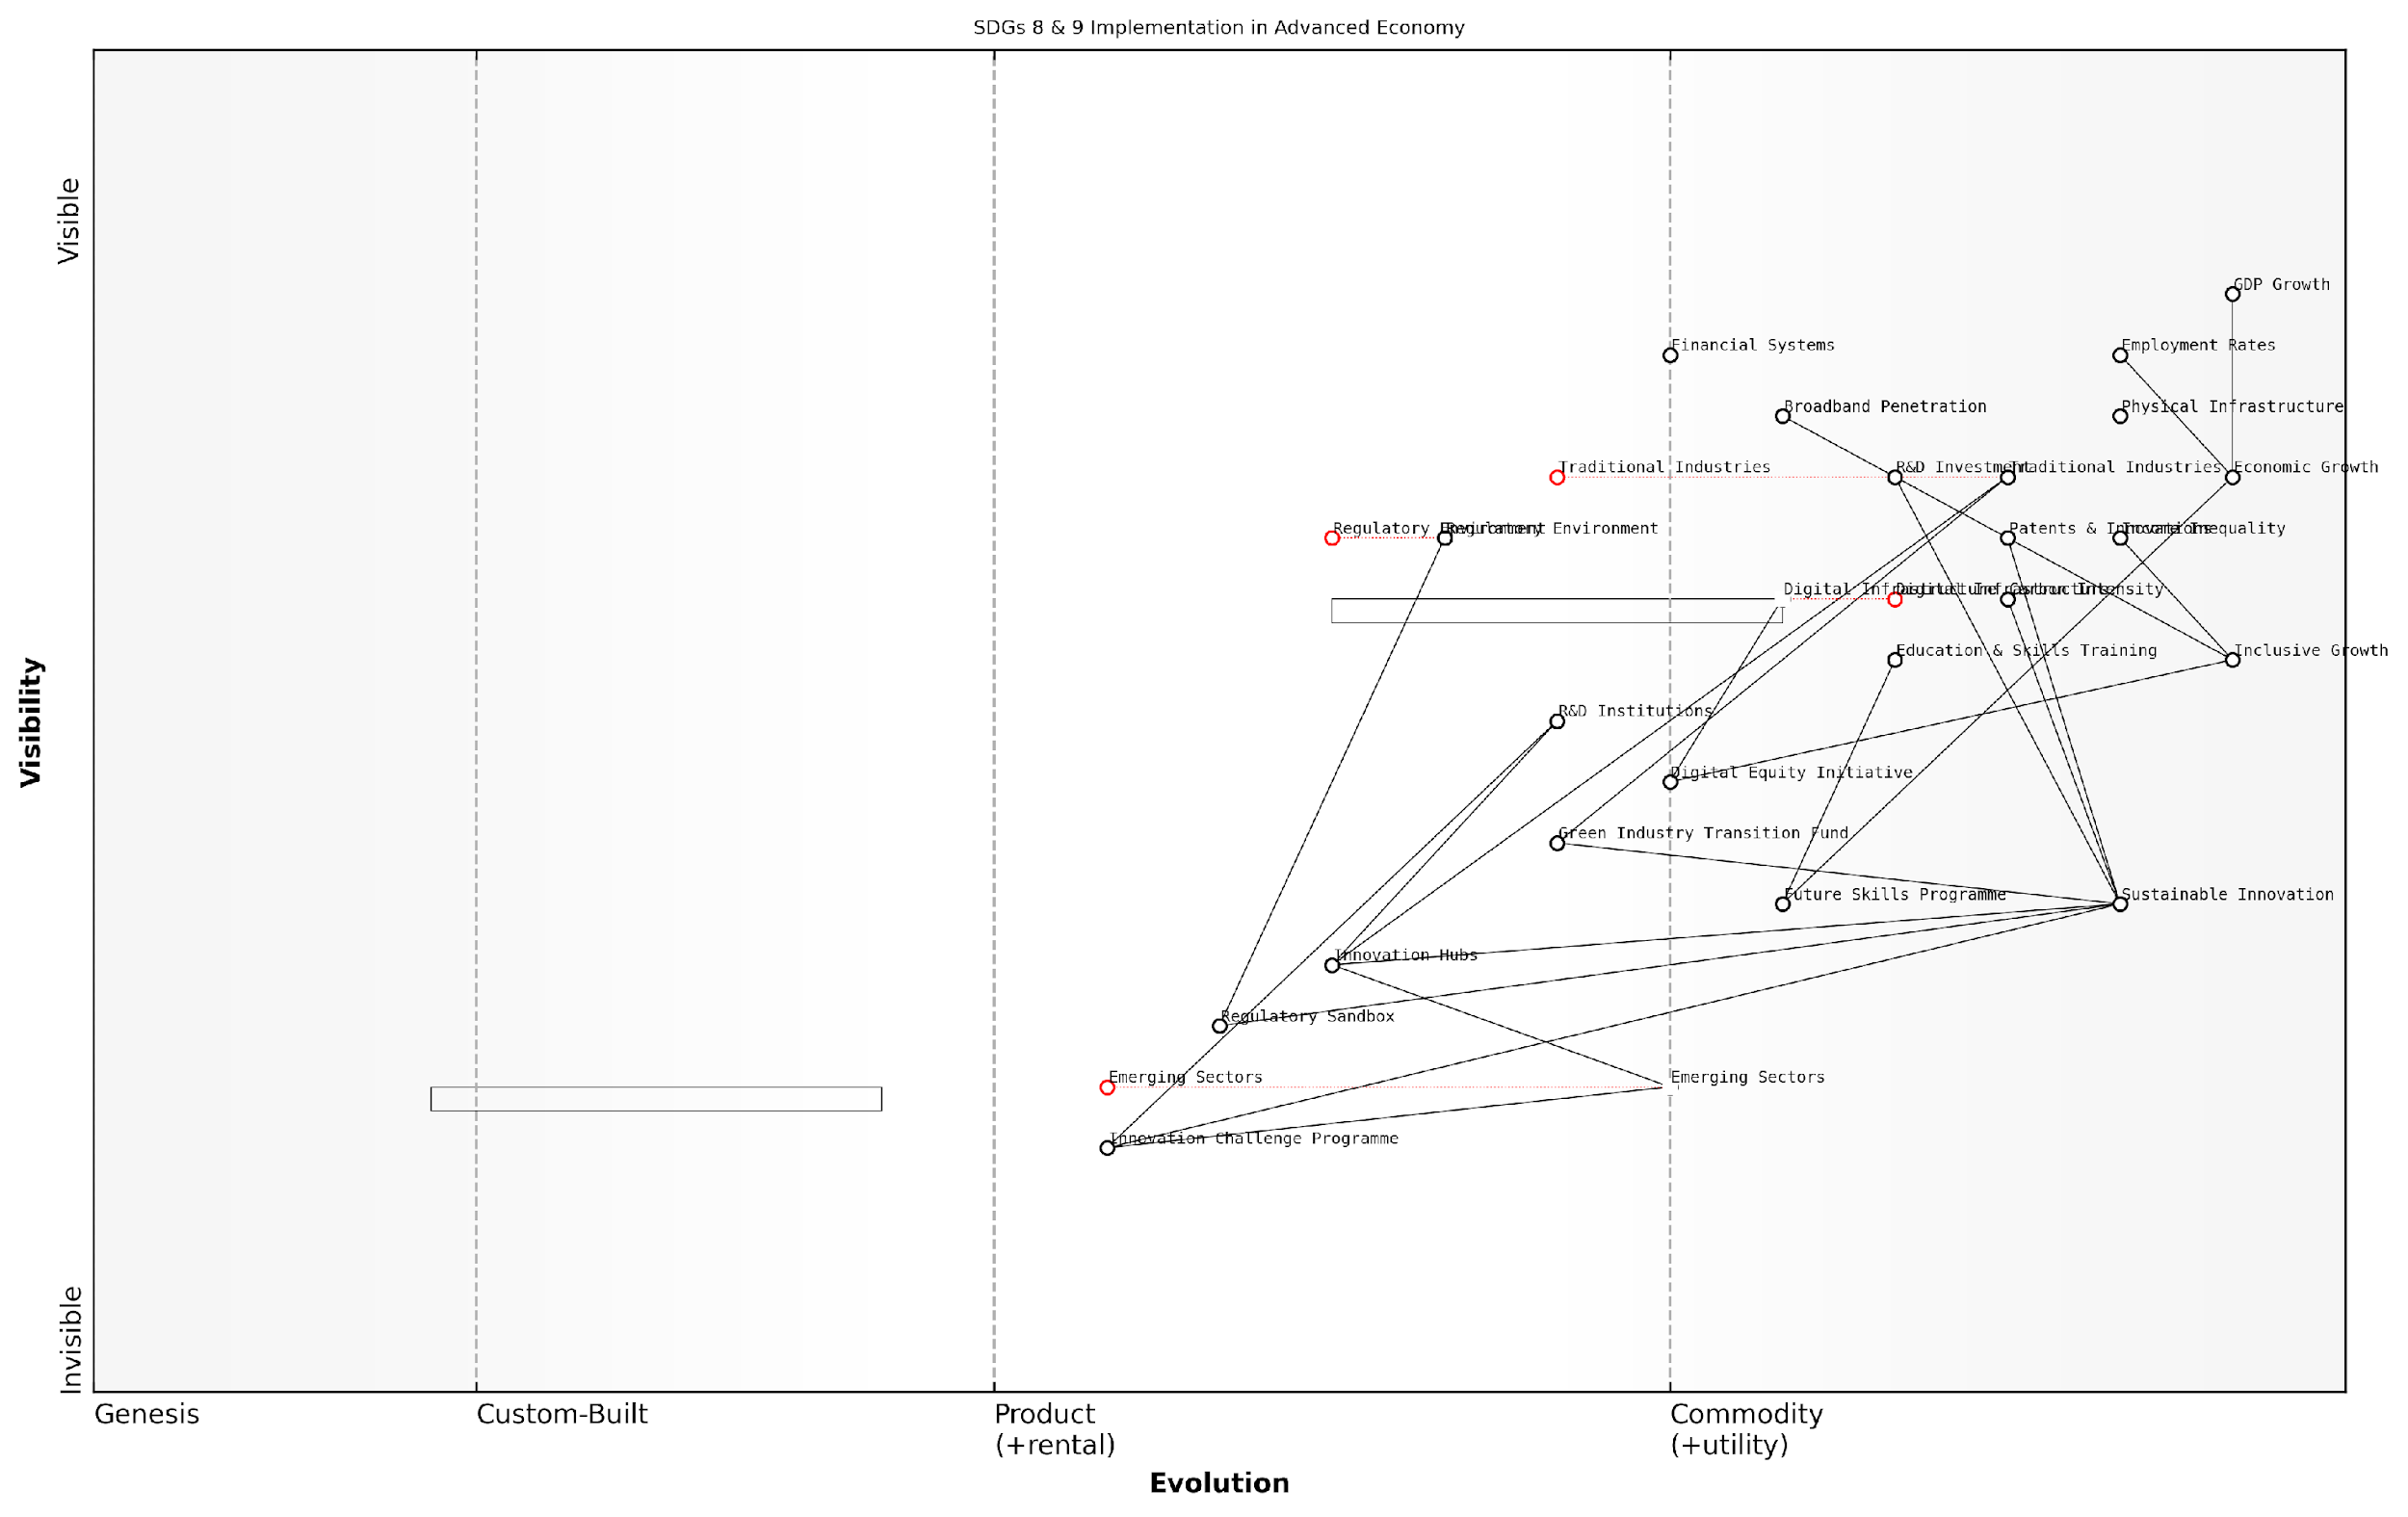 SDGs 8 & 9 Implementation in Advanced Economy
Visible
GDP Growth
Financial Systems
Employment Rates
Broadband Penetration
Physical Infrastructure
Traditional Industries
R&D Investment
Traditional Industries
Economic Growth
Regulatory Environment
Regulatory Environment
Patents & Innovations
Income Inequality
Digital Infrastructure
Digital Infrastructure
Carbon Intensity
Education & Skills Training
Inclusive Growth
R&D Institutions
Visibility
Digital Equity Initiative
Green Industry Transition Fund
Future Skills Programme
Sustainable Innovation
Innovation Hubs
Regulatory Sandbox
Emerging Sectors
Emerging Sectors
Innovation Challenge Programme
Invisible
Genesis
Custom-Built
Product
(+rental)
Commodity
(+utility)
Evolution